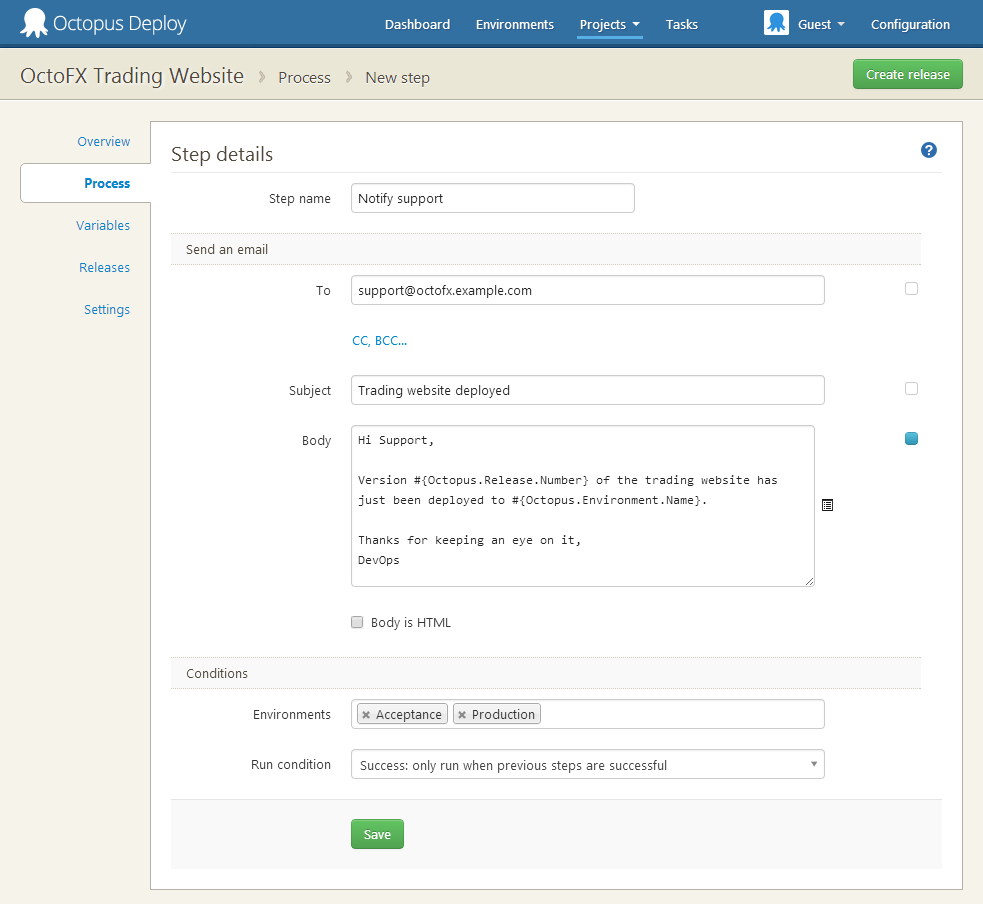 Octopus Deploy Dashboard Environments Projects Tasks Guest Configuration
OctoFX Trading Website Process New step Create release
Overview
Process
Variables
Releases
Settings
Step details ?
Step name Notify support
Send an email
To support@octofx.example.com
CC, BCC...
Subject Trading website deployed
Body Hi Support,
Version #{Octopus.Release.Number} of the trading website has
just been deployed to #{Octopus.Environment.Name}.
Thanks for keeping an eye on it,
DevOps
Body is HTML
Conditions
Environments Acceptance Production
Run condition Success: only run when previous steps are successful
Save